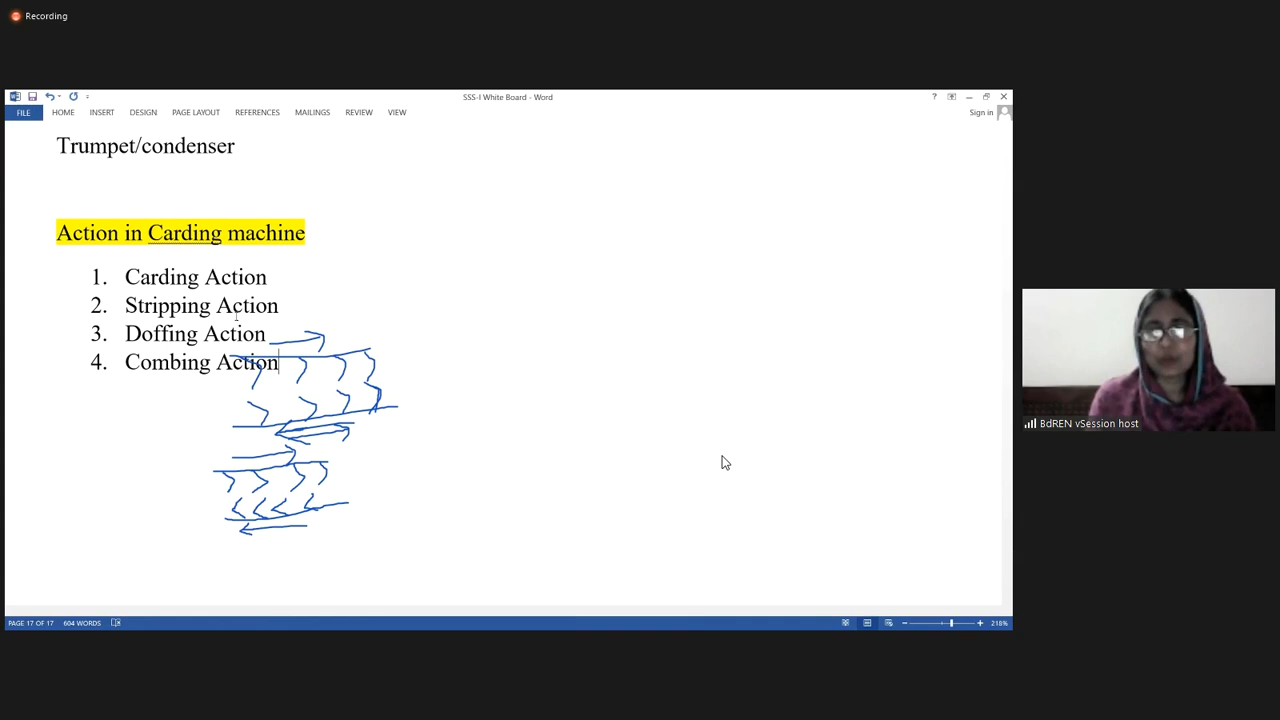 Recording
SSS-I White Board - Word
FILE HOME INSERT DESIGN PAGE LAYOUT REFERENCES MAILINGS REVIEW VIEW Sign in
Trumpet/condenser
Action in Carding machine
1. Carding Action
2. Stripping Action
3. Doffing Action
4. Combing Action
BdREN vSession host
PAGE 17 OF 17 604 WORDS 218%